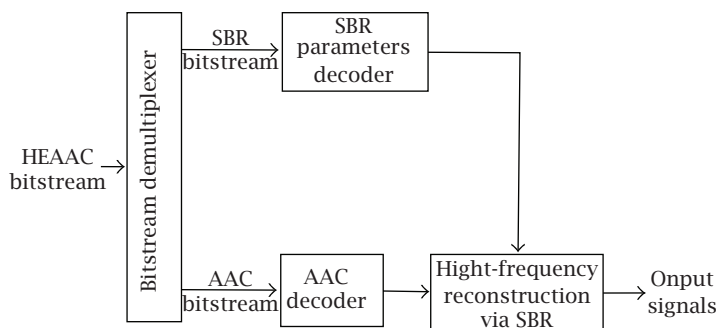 HEAAC
bitstream
Bitstream demultiplexer
SBR
bitstream
SBR
parameters
decoder
AAC
bitstream
AAC
decoder
Hight-frequency
reconstruction
via SBR
Onput
signals